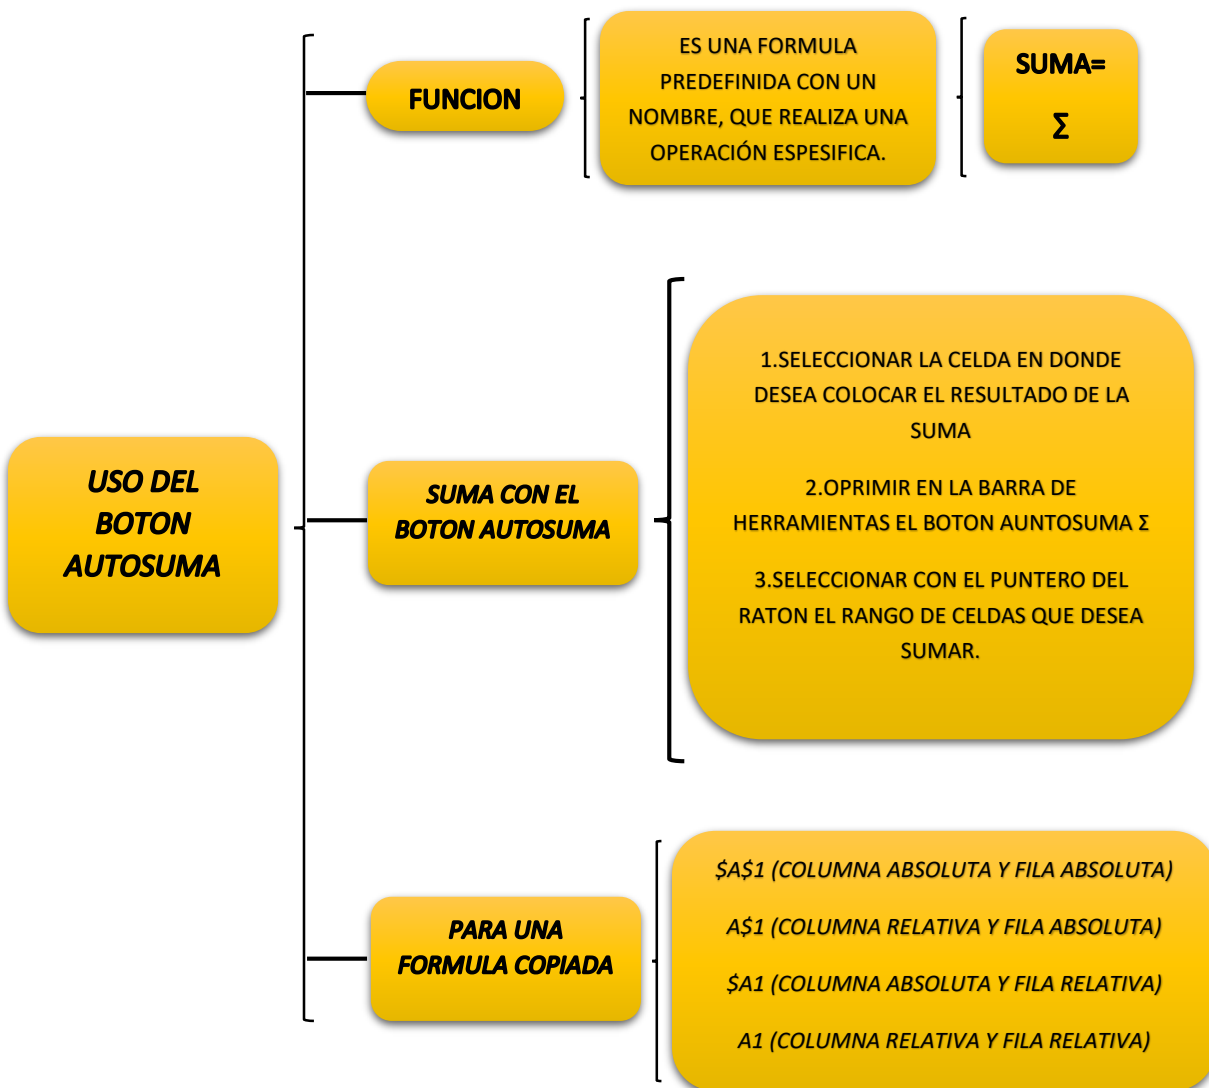 FUNCION
ES UNA FORMULA
PREDEFINIDA CON UN
NOMBRE, QUE REALIZA UNA
OPERACIÓN ESPESIFICA.
SUMA=
Σ
USO DEL
BOTON
AUTOSUMA
SUMA CON EL
BOTON AUTOSUMA
1.SELECCIONAR LA CELDA EN DONDE
DESEA COLOCAR EL RESULTADO DE LA
SUMA
2.OPRIMIR EN LA BARRA DE
HERRAMIENTAS EL BOTON AUNTOSUMA Σ
3.SELECCIONAR CON EL PUNTERO DEL
RATON EL RANGO DE CELDAS QUE DESEA
SUMAR.
PARA UNA
FORMULA COPIADA
$A$1 (COLUMNA ABSOLUTA Y FILA ABSOLUTA)
A$1 (COLUMNA RELATIVA Y FILA ABSOLUTA)
$A1 (COLUMNA ABSOLUTA Y FILA RELATIVA)
A1 (COLUMNA RELATIVA Y FILA RELATIVA)